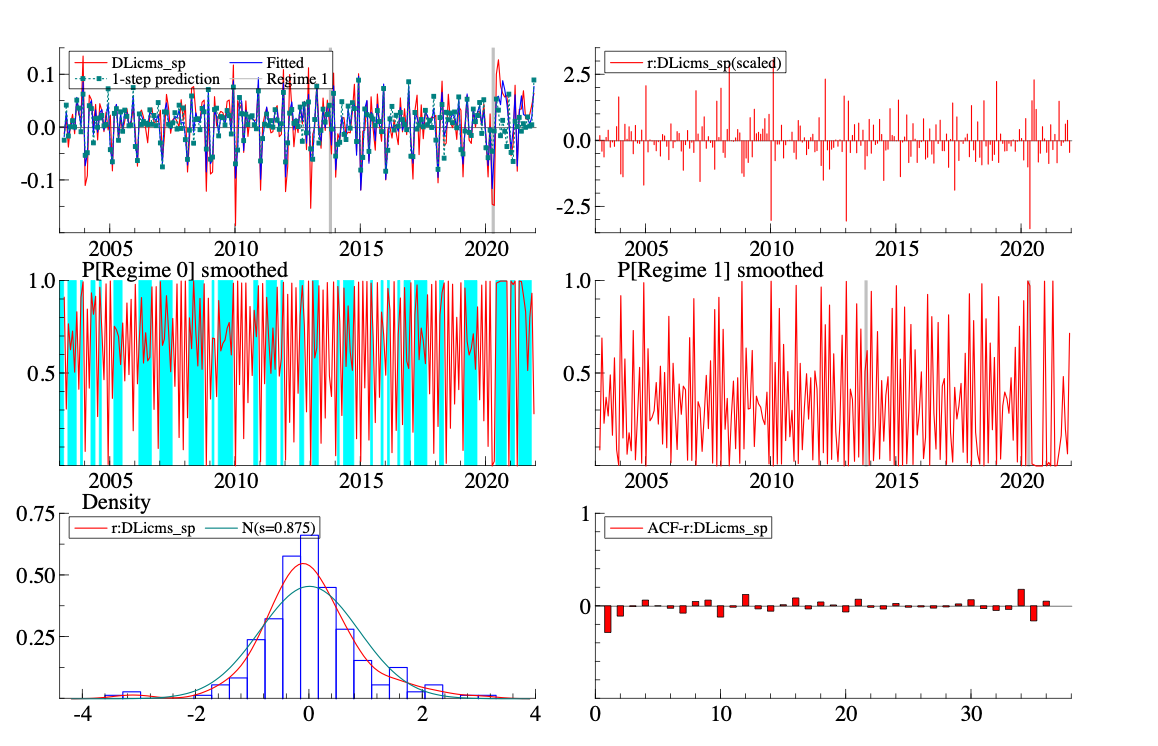 DLicms_sp Fitted
1-step prediction Regime 1
0.1
0.0
-0.1
2005 2010 2015 2020
r:DLicms_sp(scaled)
2.5
0.0
-2.5
2005 2010 2015 2020
P[Regime 0] smoothed
1.0
0.5
2005 2010 2015 2020
P[Regime 1] smoothed
1.0
0.5
2005 2010 2015 2020
Density
r:DLicms_sp N(s=0.875)
0.75
0.50
0.25
-4 -2 0 2 4
ACF-r:DLicms_sp
1
0
0 10 20 30